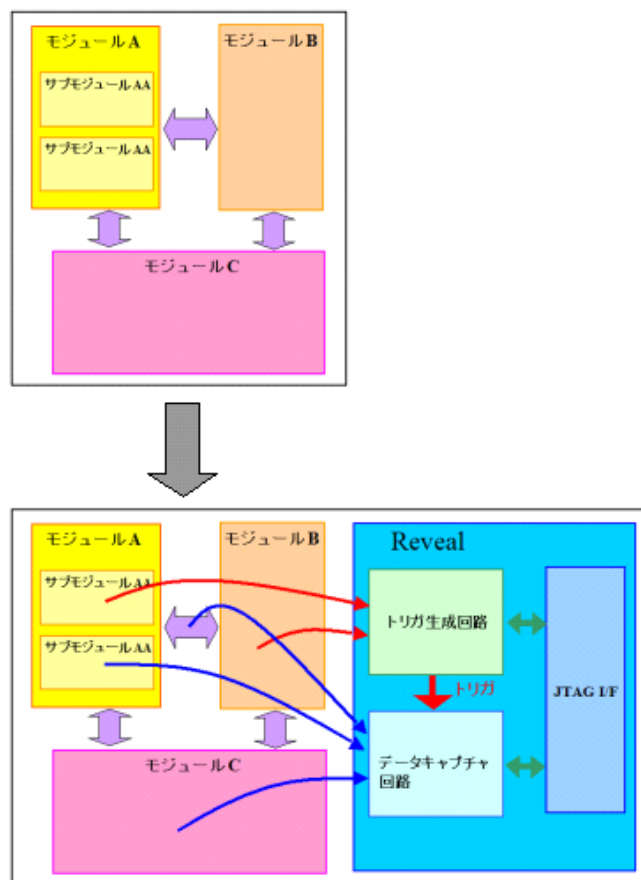 モジュールA
モジュールB
サブモジュールAA
サブモジュールAA
モジュールC
モジュールA
モジュールB
Reveal
サブモジュールAA
トリガ生成回路
サブモジュールAA
トリガ
JTAG I/F
モジュールC
データキャプチャ
回路